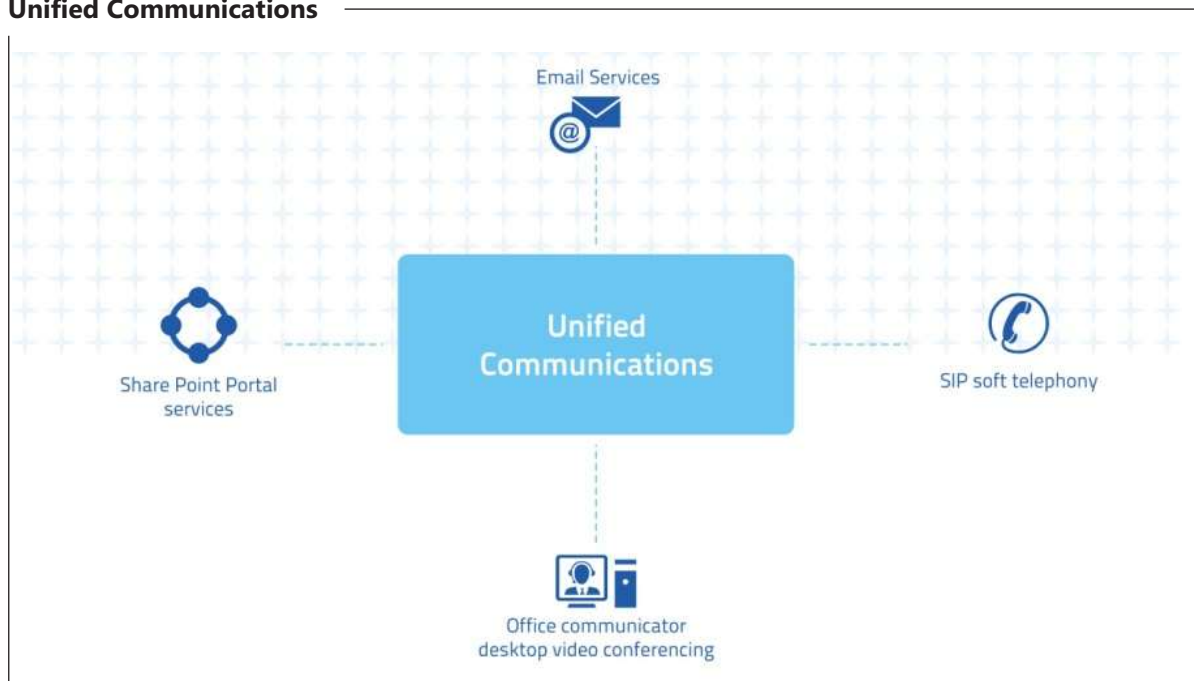 Unified Communications
Email Services
@
Unified
Communications
Share Point Portal
services
SIP soft telephony
Office communicator
desktop video conferencing